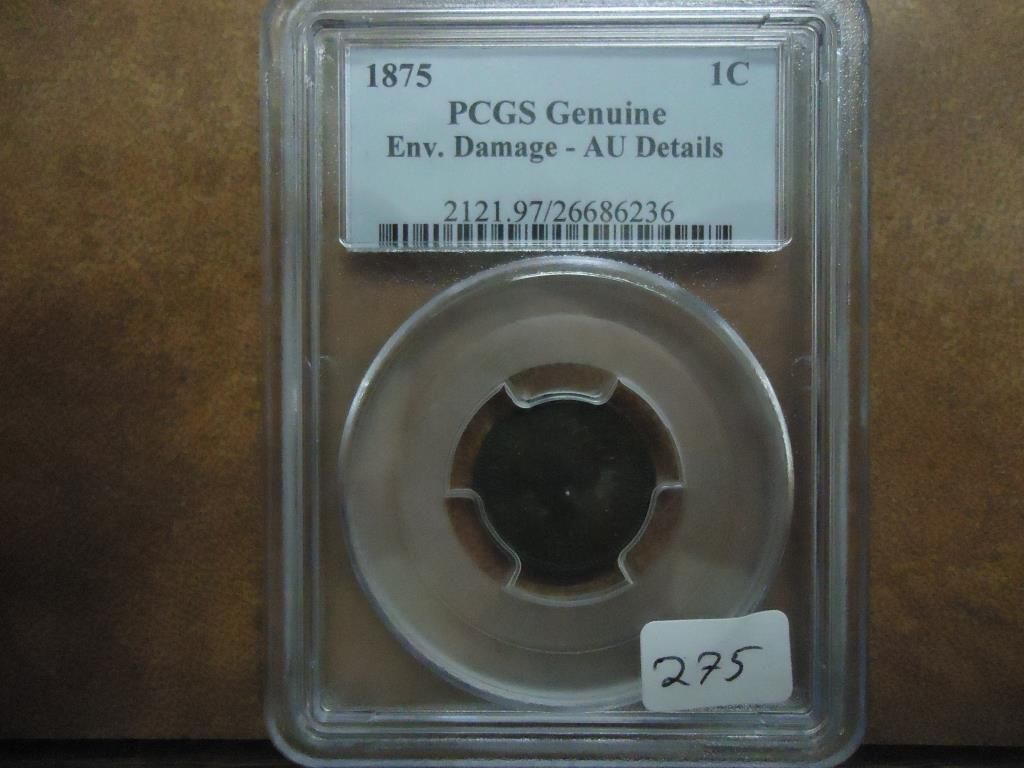 1875 1C
PCGS Genuine
Env. Damage - AU Details
2121.97/26686236
275